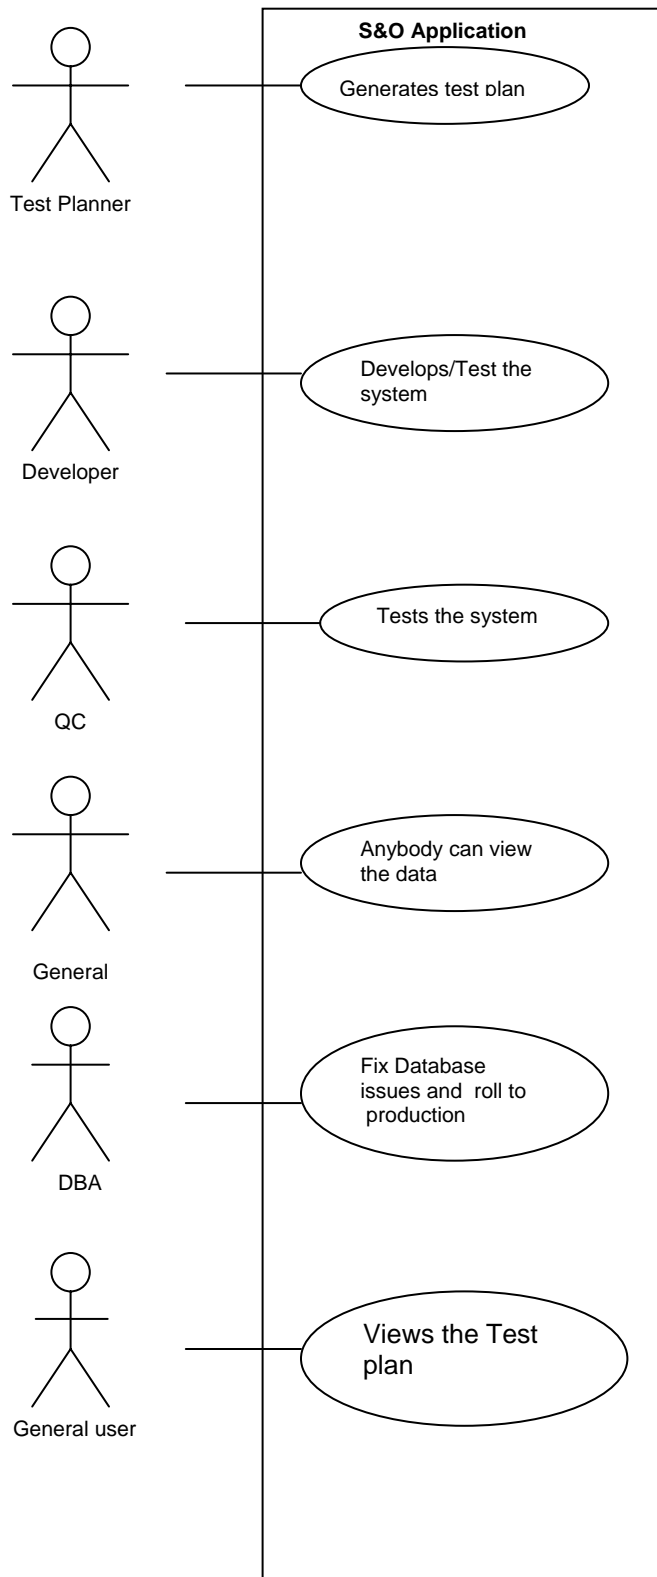 S&O Application
Generates test plan
Test Planner
Develops/Test the
system
Developer
Tests the system
QC
Anybody can view
the data
General
Fix Database
issues and roll to
production
DBA
Views the Test
plan
General user